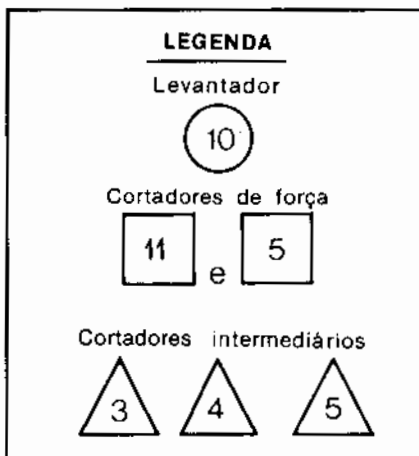 LEGENDA
Levantador
10
Cortadores de força
11 e 5
Cortadores intermediários
3 4 5